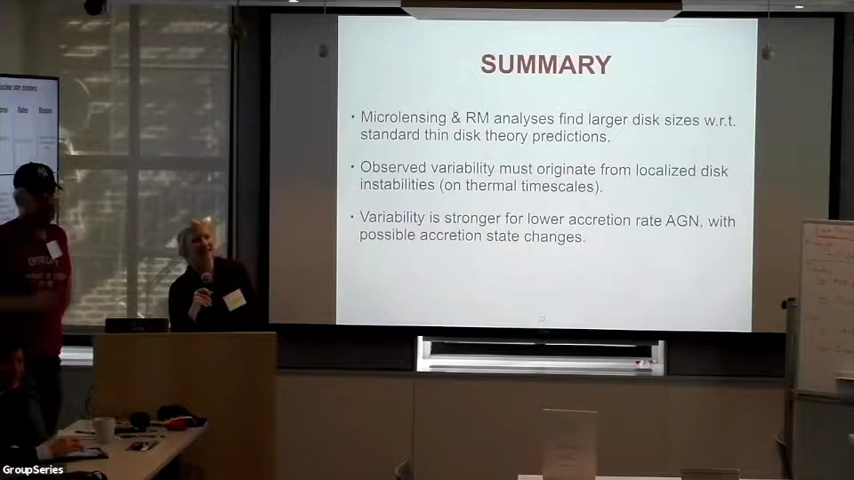 SUMMARY
• Microlensing & RM analyses find larger disk sizes w.r.t.
standard thin disk theory predictions.
• Observed variability must originate from localized disk
instabilities (on thermal timescales).
• Variability is stronger for lower accretion rate AGN, with
possible accretion state changes.
Rates
GroupSeries